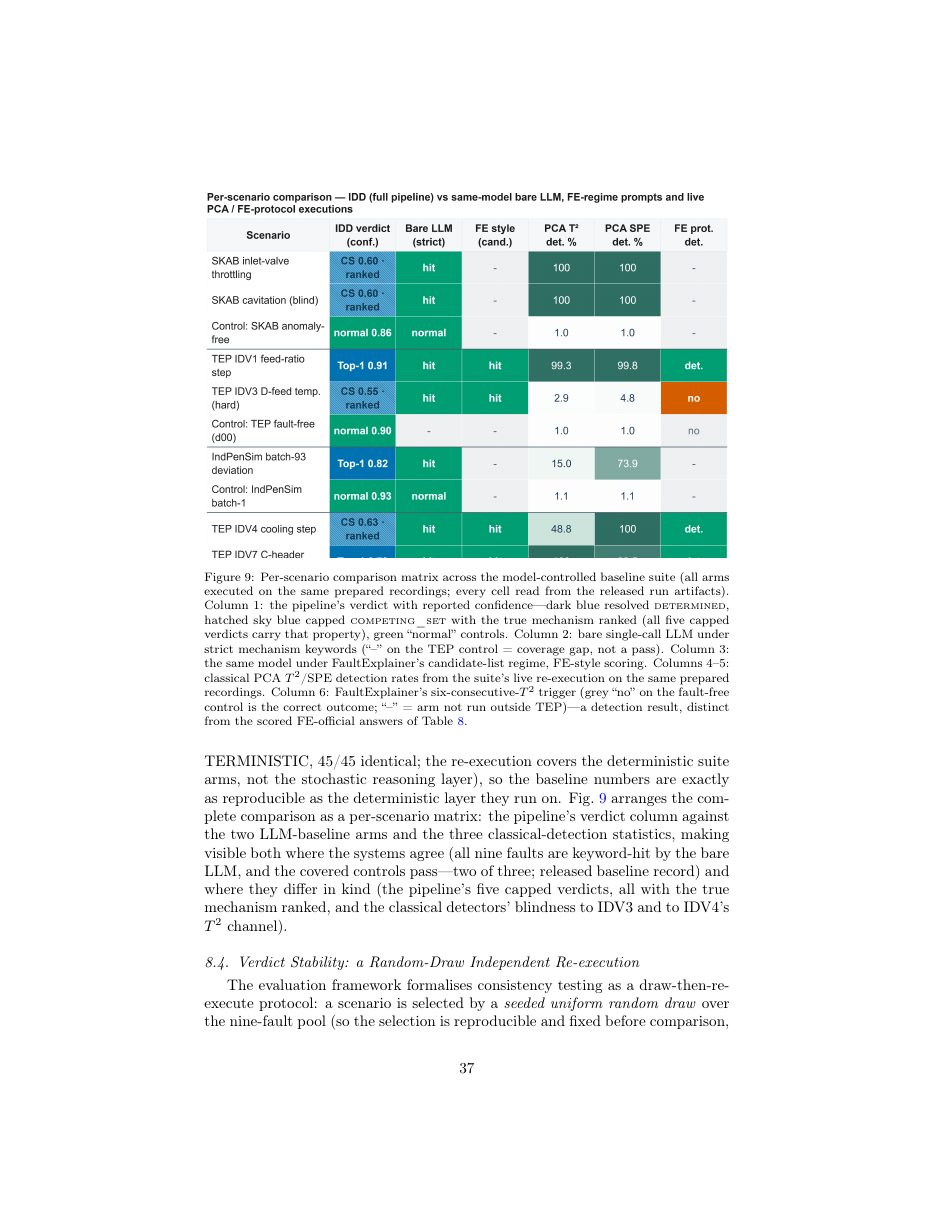 Per-scenario comparison — IDD (full pipeline) vs same-model bare LLM, FE-regime prompts and live
PCA / FE-protocol executions
Scenario IDD verdict (conf.) Bare LLM (strict) FE style (cand.) PCA T² det. % PCA SPE det. % FE prot. det.
SKAB inlet-valve throttling CS 0.60 · ranked hit - 100 100 -
SKAB cavitation (blind) CS 0.60 · ranked hit - 100 100 -
Control: SKAB anomaly-free normal 0.86 normal - 1.0 1.0 -
TEP IDV1 feed-ratio step Top-1 0.91 hit hit 99.3 99.8 det.
TEP IDV3 D-feed temp. (hard) CS 0.55 · ranked hit hit 2.9 4.8 no
Control: TEP fault-free (d00) normal 0.90 - - 1.0 1.0 no
IndPenSim batch-93 deviation Top-1 0.82 hit - 15.0 73.9 -
Control: IndPenSim batch-1 normal 0.93 normal - 1.1 1.1 -
TEP IDV4 cooling step CS 0.63 · ranked hit hit 48.8 100 det.
TEP IDV7 C-header
Figure 9: Per-scenario comparison matrix across the model-controlled baseline suite (all arms
executed on the same prepared recordings; every cell read from the released run artifacts).
Column 1: the pipeline's verdict with reported confidence—dark blue resolved DETERMINED,
hatched sky blue capped COMPETING_SET with the true mechanism ranked (all five capped
verdicts carry that property), green “normal” controls. Column 2: bare single-call LLM under
strict mechanism keywords (“–” on the TEP control = coverage gap, not a pass). Column 3:
the same model under FaultExplainer's candidate-list regime, FE-style scoring. Columns 4–5:
classical PCA T²/SPE detection rates from the suite's live re-execution on the same prepared
recordings. Column 6: FaultExplainer's six-consecutive-T² trigger (grey “no” on the fault-free
control is the correct outcome; “–” = arm not run outside TEP)—a detection result, distinct
from the scored FE-official answers of Table 8.
TERMINISTIC, 45/45 identical; the re-execution covers the deterministic suite
arms, not the stochastic reasoning layer), so the baseline numbers are exactly
as reproducible as the deterministic layer they run on. Fig. 9 arranges the com-
plete comparison as a per-scenario matrix: the pipeline's verdict column against
the two LLM-baseline arms and the three classical-detection statistics, making
visible both where the systems agree (all nine faults are keyword-hit by the bare
LLM, and the covered controls pass—two of three; released baseline record) and
where they differ in kind (the pipeline's five capped verdicts, all with the true
mechanism ranked, and the classical detectors' blindness to IDV3 and to IDV4's
T² channel).
8.4. Verdict Stability: a Random-Draw Independent Re-execution
The evaluation framework formalises consistency testing as a draw-then-re-
execute protocol: a scenario is selected by a seeded uniform random draw over
the nine-fault pool (so the selection is reproducible and fixed before comparison,
37